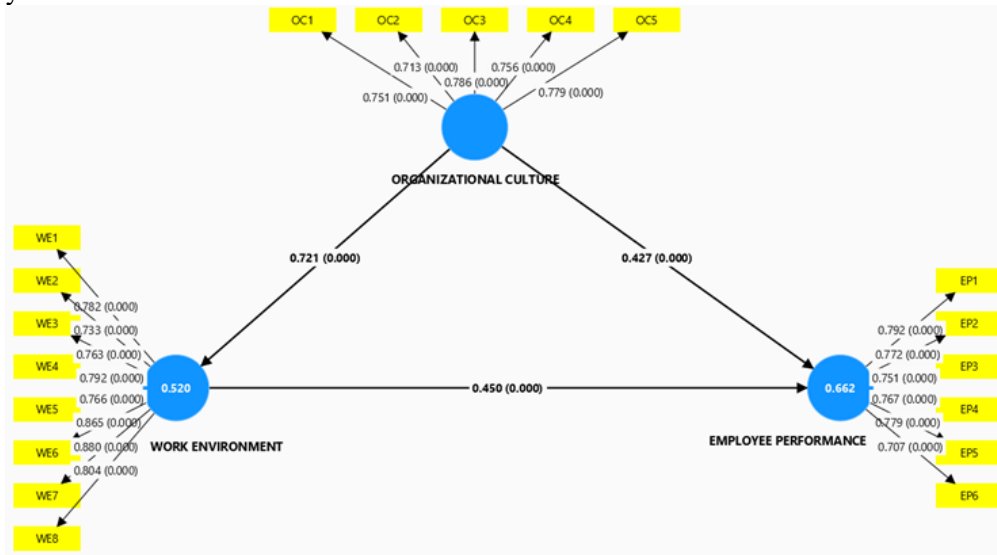 y
OC1 OC2 OC3 OC4 OC5
0.713 (0.000) 0.756 (0.000)
0.786 (0.000)
0.751 (0.000) 0.779 (0.000)
ORGANIZATIONAL CULTURE
WE1
0.721 (0.000) 0.427 (0.000)
WE2 EP1
0.782 (0.000)
WE3 0.733 (0.000) 0.792 (0.000) EP2
0.763 (0.000) 0.772 (0.000)
WE4 0.792 (0.000) 0.751 (0.000) EP3
0.520 0.450 (0.000) 0.662
0.766 (0.000) 0.767 (0.000)
WE5 0.865 (0.000) 0.779 (0.000) EP4
0.880 (0.000) WORK ENVIRONMENT EMPLOYEE PERFORMANCE 0.707 (0.000)
WE6 EP5
0.804 (0.000)
WE7 EP6
WE8